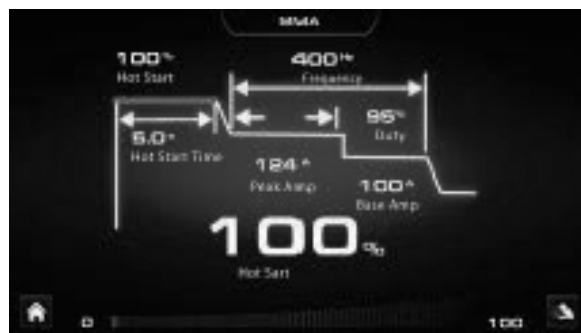 MMA
100%
Hot Start
400Hz
Frequency
5.0s
Hot Start Time
95%
Duty
124A
Peak Amp
100A
Base Amp
100%
Hot Sart
0
100